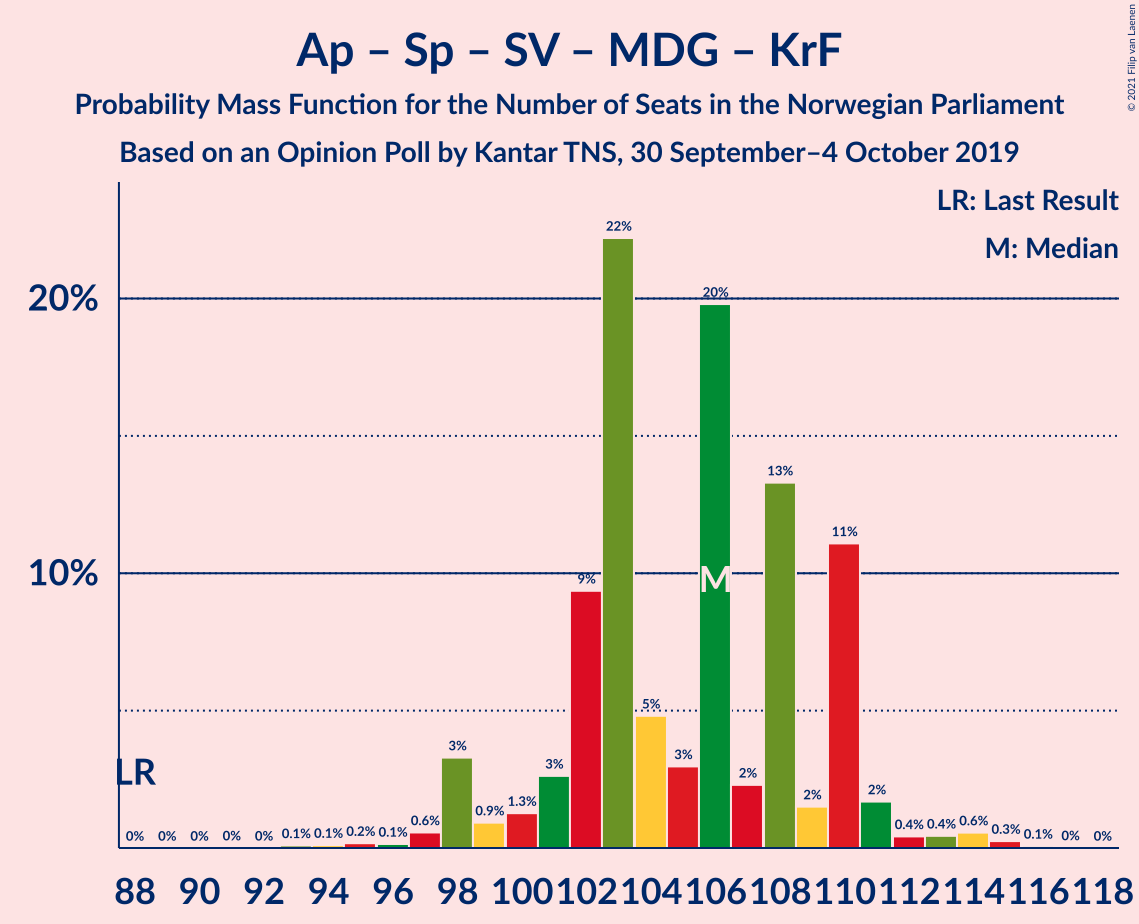 © 2021 Filip van Laenen
Ap – Sp – SV – MDG – KrF
Probability Mass Function for the Number of Seats in the Norwegian Parliament
Based on an Opinion Poll by Kantar TNS, 30 September–4 October 2019
LR: Last Result
M: Median
22%
20%
20%
13%
11%
10%
9%
M
5%
3%
3%
3%
2%
2%
2%
LR
0% 0% 0% 0% 0% 0.1% 0.1% 0.2% 0.1% 0.6% 0.9% 1.3% 0.4% 0.4% 0.6% 0.3% 0.1% 0% 0%
88 90 92 94 96 98 100 102 104 106 108 110 112 114 116 118